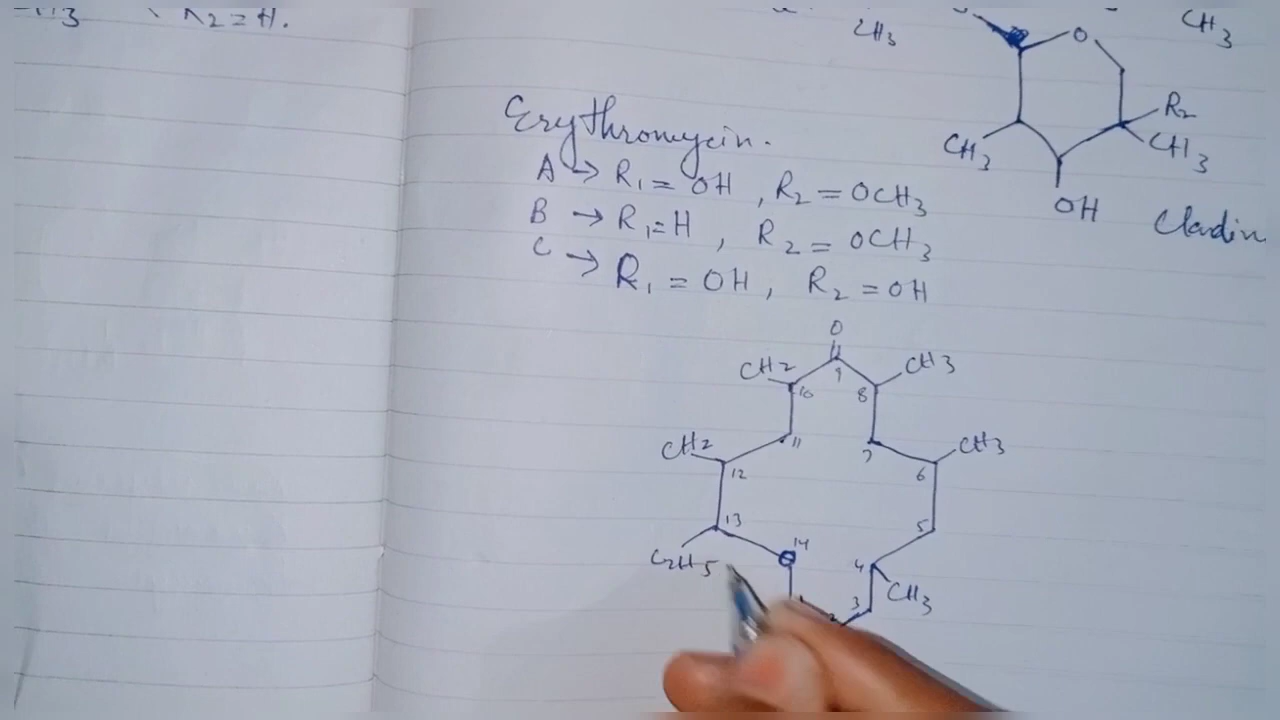 R2 = H.
CH3
CH3
O
R2
CH3
CH3
OH
Erythromycin.
A → R1 = OH , R2 = OCH3
B → R1 = H , R2 = OCH3
C → R1 = OH , R2 = OH
O
CH2
9
CH3
10
8
11
7
CH2
CH3
12
6
13
5
14
4
C2H5
CH3
3
2